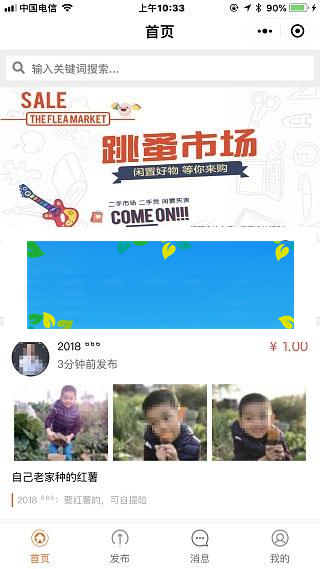 中国电信
上午10:33
90%
首页
输入关键词搜索...
SALE
THE FLEA MARKET
跳蚤市场
闲置好物 等你来购
二手市场 二手货 闲置买卖
COME ON!!!
2018 ⁶⁶⁶
¥ 1.00
3分钟前发布
自己老家种的红薯
2018 ⁶⁶⁶：要红薯的，可自提哈
首页
发布
消息
我的